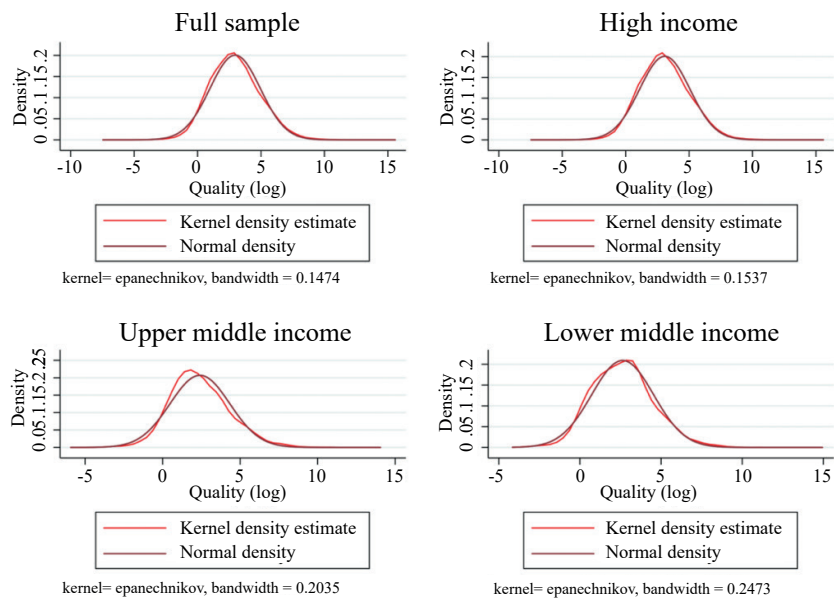 Full sample
Density
0 .05 .1 .15 .2
-10 -5 0 5 10 15
Quality (log)
Kernel density estimate
Normal density
kernel= epanechnikov, bandwidth = 0.1474
High income
Density
0 .05 .1 .15 .2
-10 -5 0 5 10 15
Quality (log)
Kernel density estimate
Normal density
kernel= epanechnikov, bandwidth = 0.1537
Upper middle income
Density
0 .05 .1 .15 .2 .25
-5 0 5 10 15
Quality (log)
Kernel density estimate
Normal density
kernel= epanechnikov, bandwidth = 0.2035
Lower middle income
Density
0 .05 .1 .15 .2
-5 0 5 10 15
Quality (log)
Kernel density estimate
Normal density
kernel= epanechnikov, bandwidth = 0.2473